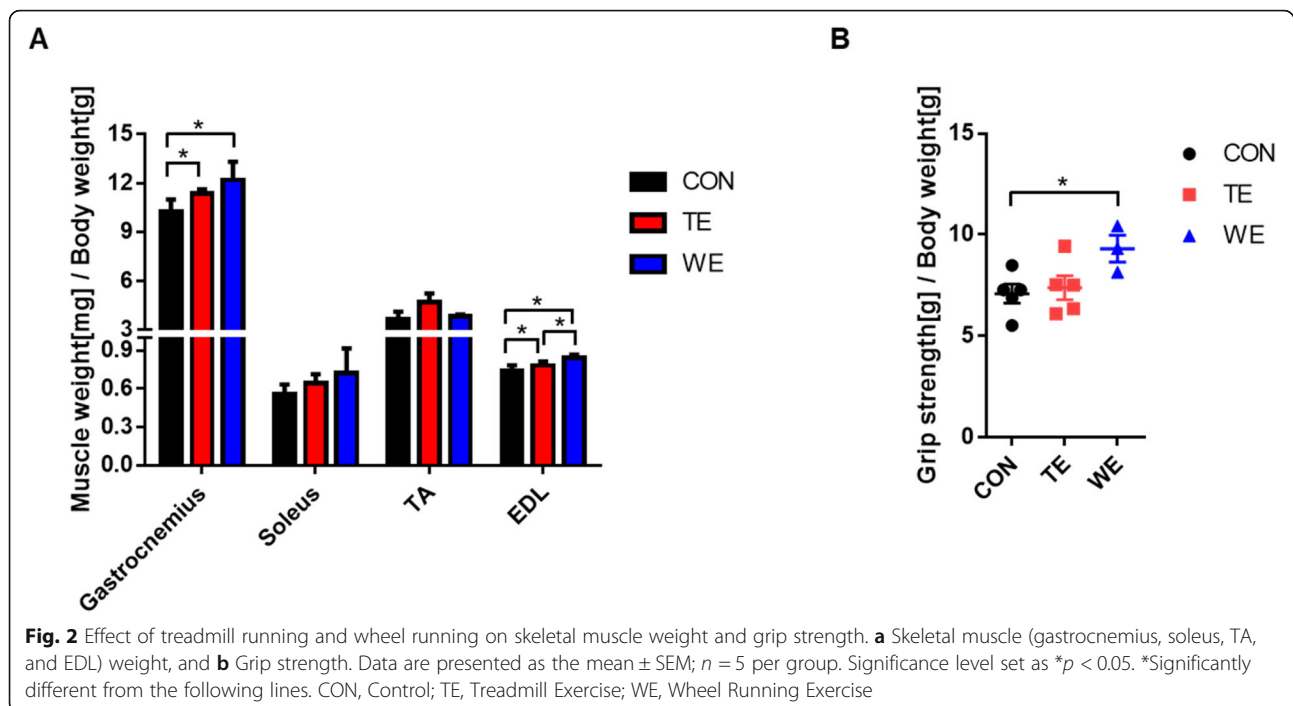 A
Muscle weight[mg] / Body weight[g]
15
12
9
6
3
0.9
0.6
0.3
0.0
*
*
*
*
*
Gastrocnemius
Soleus
TA
EDL
CON
TE
WE
B
Grip strength[g] / Body weight[g]
15
10
5
0
*
CON
TE
WE
CON
TE
WE
Fig. 2 Effect of treadmill running and wheel running on skeletal muscle weight and grip strength. a Skeletal muscle (gastrocnemius, soleus, TA,
and EDL) weight, and b Grip strength. Data are presented as the mean ± SEM; n = 5 per group. Significance level set as *p < 0.05. *Significantly
different from the following lines. CON, Control; TE, Treadmill Exercise; WE, Wheel Running Exercise